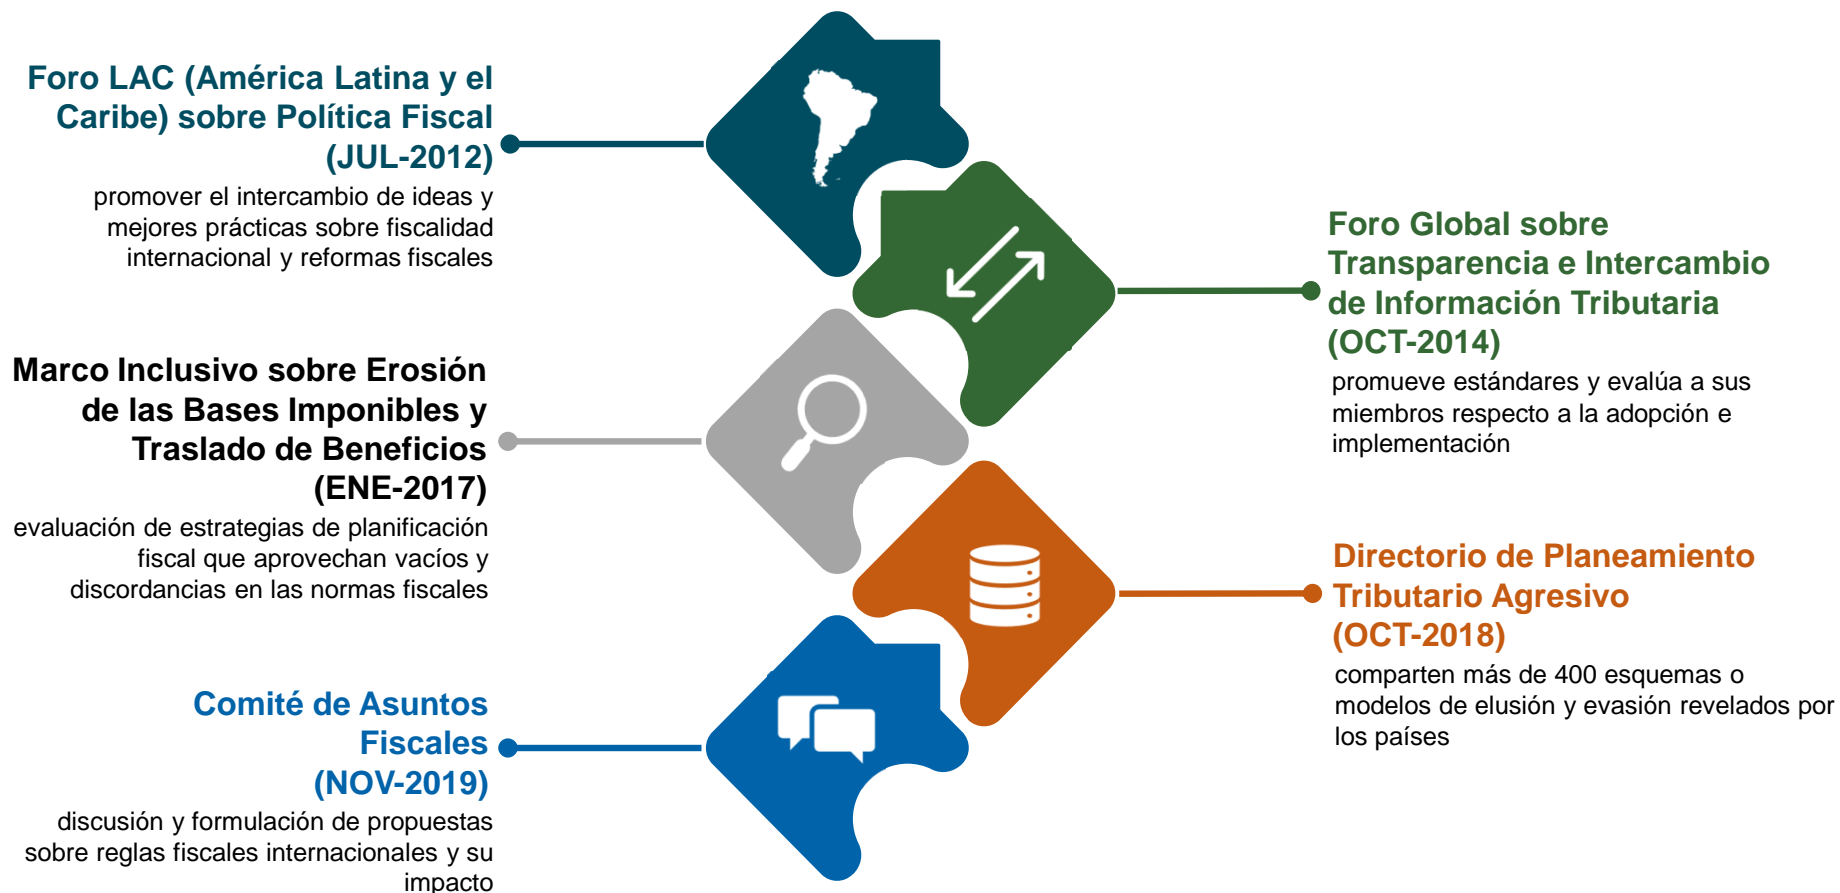 Foro LAC (América Latina y el
Caribe) sobre Política Fiscal
(JUL-2012)
promover el intercambio de ideas y
mejores prácticas sobre fiscalidad
internacional y reformas fiscales
Foro Global sobre
Transparencia e Intercambio
de Información Tributaria
(OCT-2014)
promueve estándares y evalúa a sus
miembros respecto a la adopción e
implementación
Marco Inclusivo sobre Erosión
de las Bases Imponibles y
Traslado de Beneficios
(ENE-2017)
evaluación de estrategias de planificación
fiscal que aprovechan vacíos y
discordancias en las normas fiscales
Directorio de Planeamiento
Tributario Agresivo
(OCT-2018)
comparten más de 400 esquemas o
modelos de elusión y evasión revelados por
los países
Comité de Asuntos
Fiscales
(NOV-2019)
discusión y formulación de propuestas
sobre reglas fiscales internacionales y su
impacto